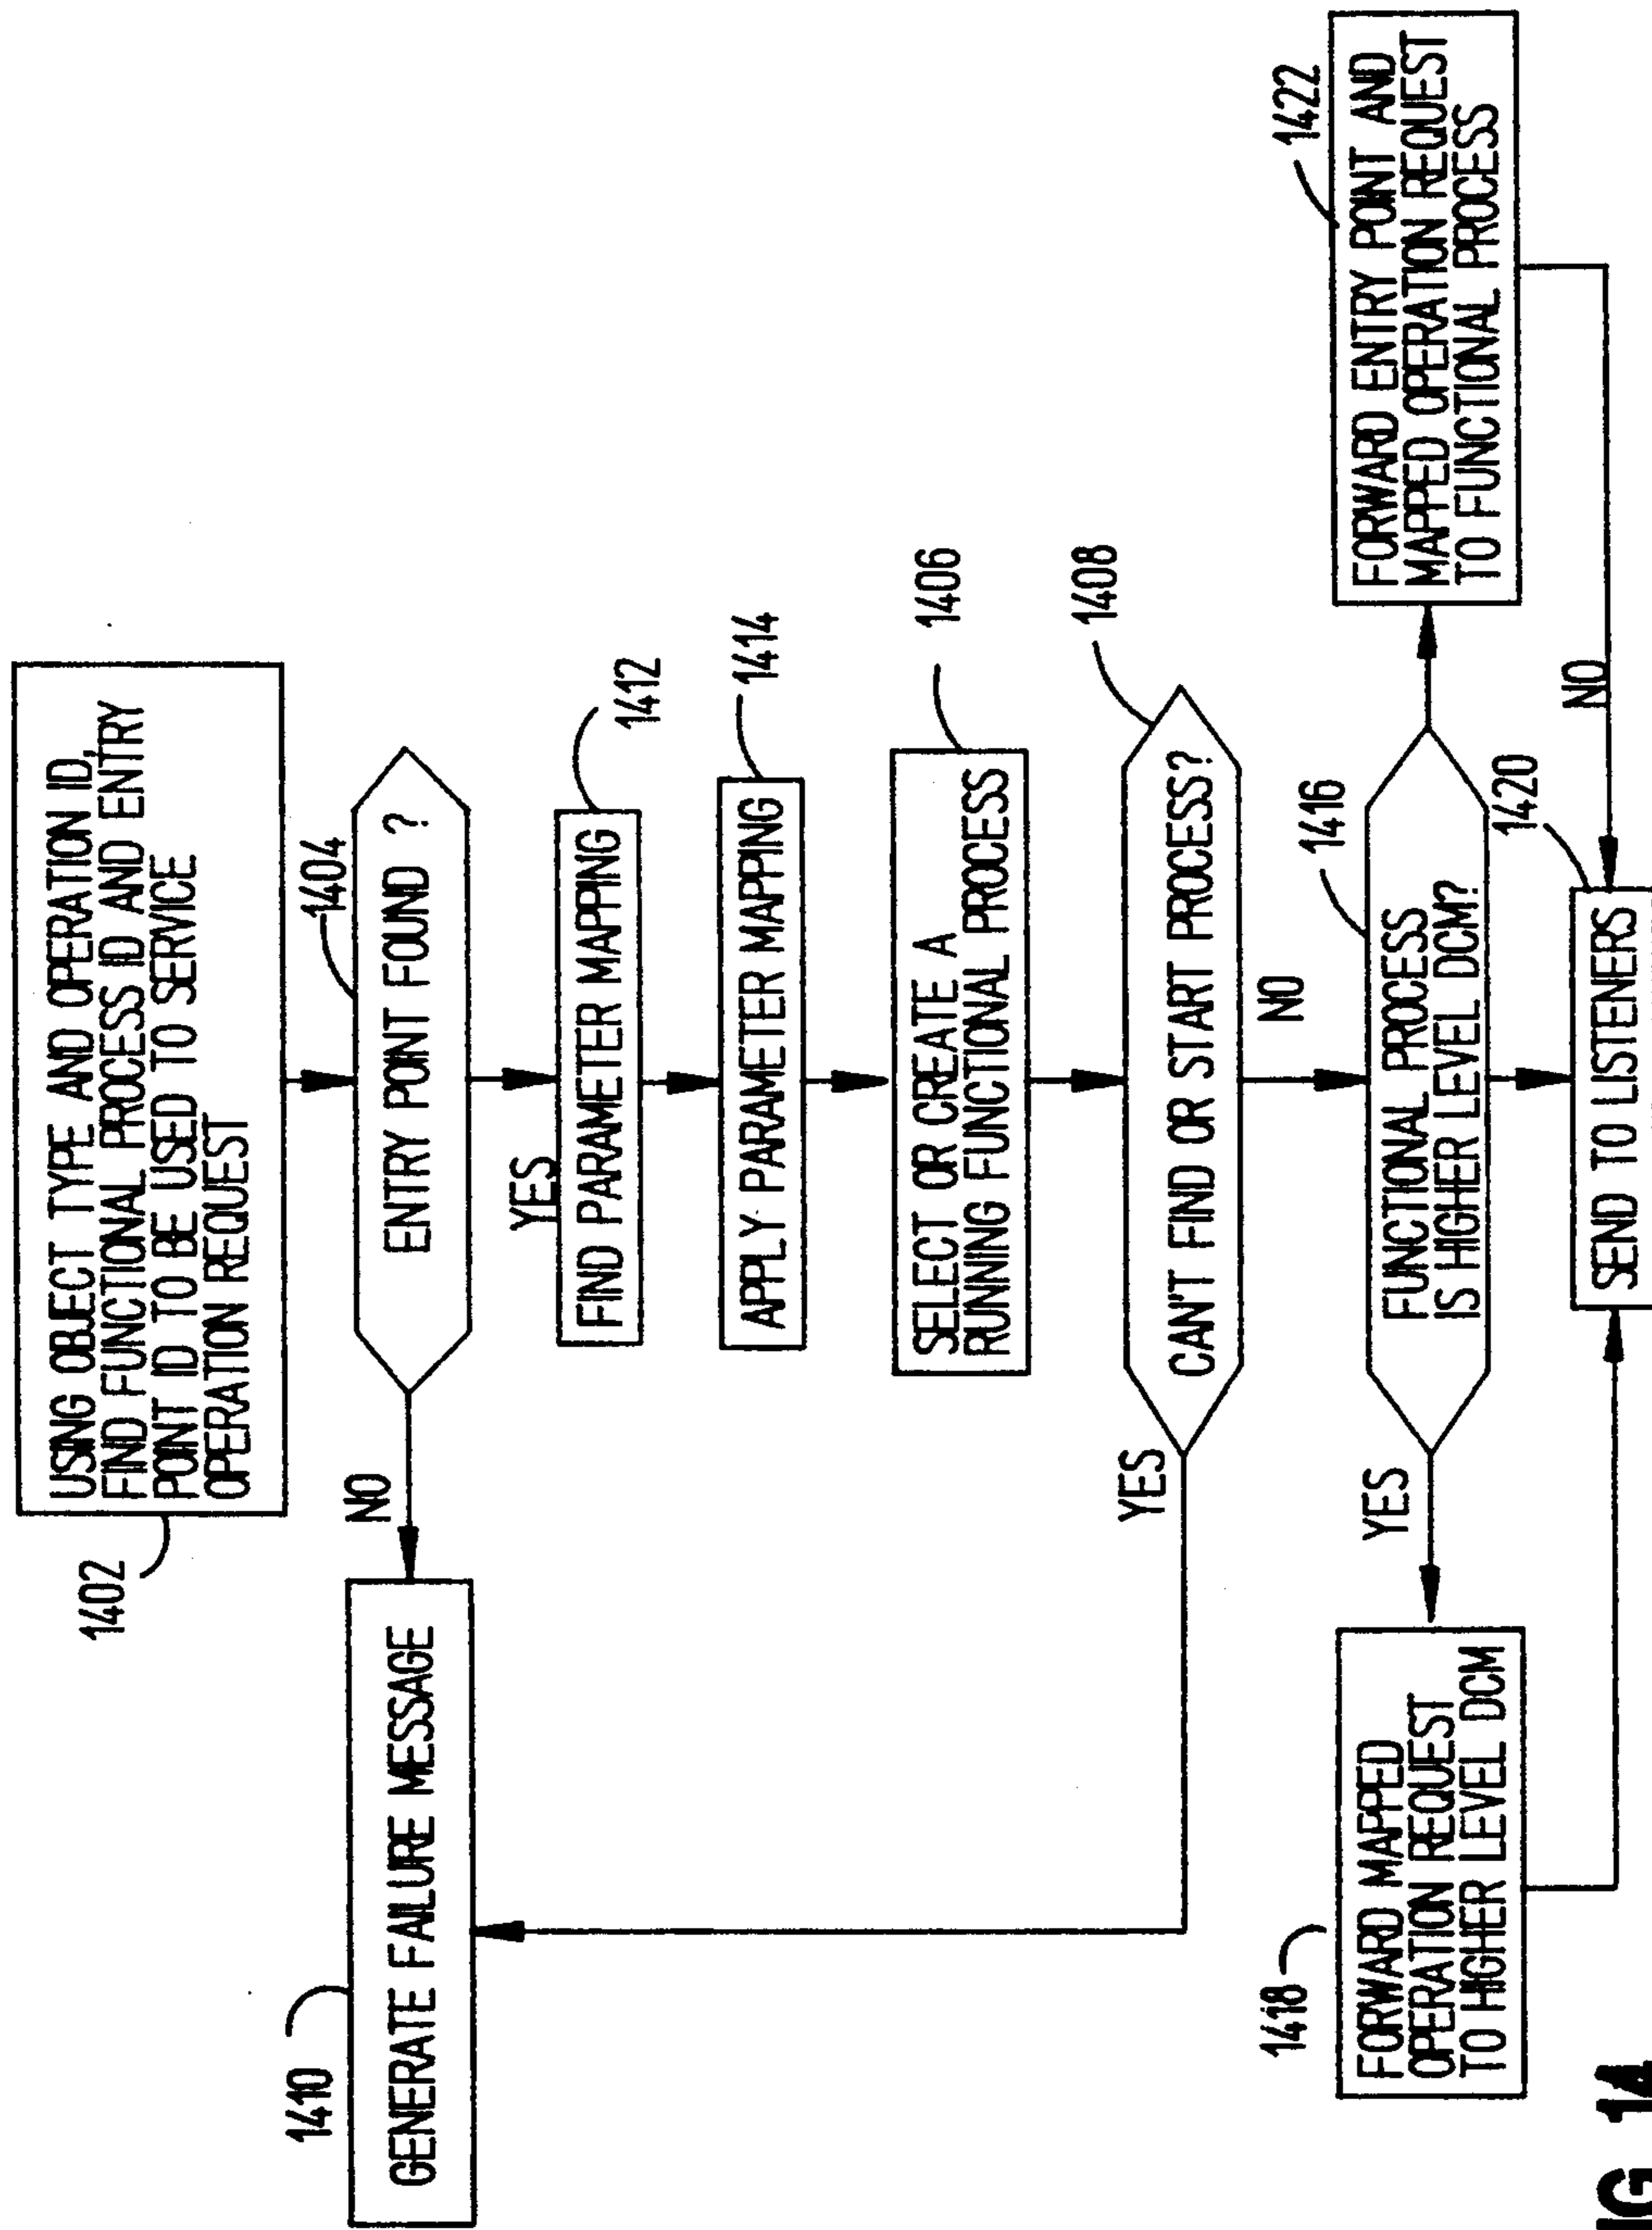 USING OBJECT TYPE AND OPERATION ID,
FIND FUNCTIONAL PROCESS ID AND ENTRY
POINT ID TO BE USED TO SERVICE
OPERATION REQUEST
1402
1404
ENTRY POINT FOUND ?
NO
YES
1410
GENERATE FAILURE MESSAGE
1412
FIND PARAMETER MAPPING
1414
APPLY PARAMETER MAPPING
1406
SELECT OR CREATE A
RUNNING FUNCTIONAL PROCESS
1408
CAN'T FIND OR START PROCESS?
YES
NO
1416
FUNCTIONAL PROCESS
IS HIGHER LEVEL DCM?
YES
1418
FORWARD MAPPED
OPERATION REQUEST
TO HIGHER LEVEL DCM
1422
FORWARD ENTRY POINT AND
MAPPED OPERATION REQUEST
TO FUNCTIONAL PROCESS
NO
1420
SEND TO LISTENERS
IG. 14